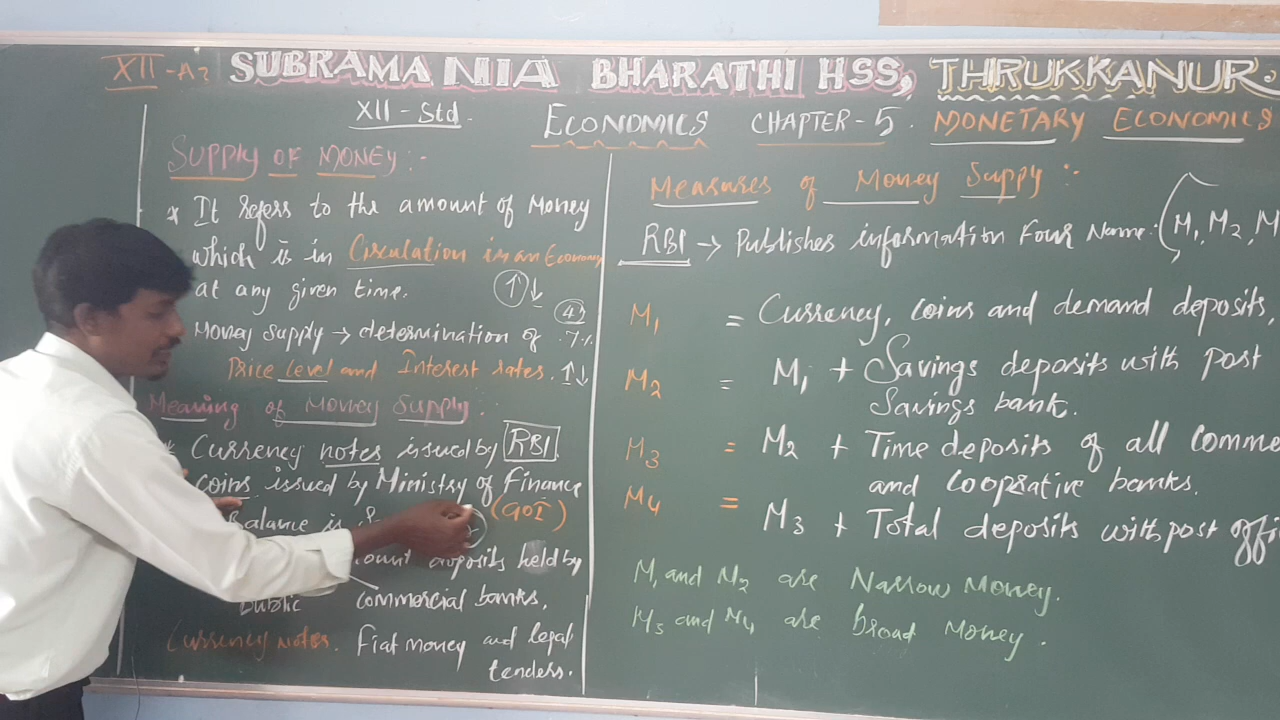 XII-A2 SUBRAMANIA BHARATHI HSS, THIRUKKANUR.
XII-Std. ECONOMICS CHAPTER-5. MONETARY ECONOMICS
SUPPLY OF MONEY:-
* It refers to the amount of Money
which is in Circulation in an Economy
at any given time. ↑↓
Money supply → determination of 4 7%
Price level and Interest rates. ↑↓
Meaning of Money Supply:-
* Currency notes issued by RBI
coins issued by Ministry of Finance
(GOI)
Balance is
deposits held by
Public commercial banks.
Currency notes. Fiat money and legal
tenders.
Measures of Money Supply:-
RBI → Publishes information Four Name: (M1, M2, M
M1 = Currency, coins and demand deposits,
M2 = M1 + Savings deposits with post
Savings bank.
M3 = M2 + Time deposits of all comme
and Cooperative banks.
M4 = M3 + Total deposits with post offi
M1 and M2 are Narrow Money.
M3 and M4 are broad Money.